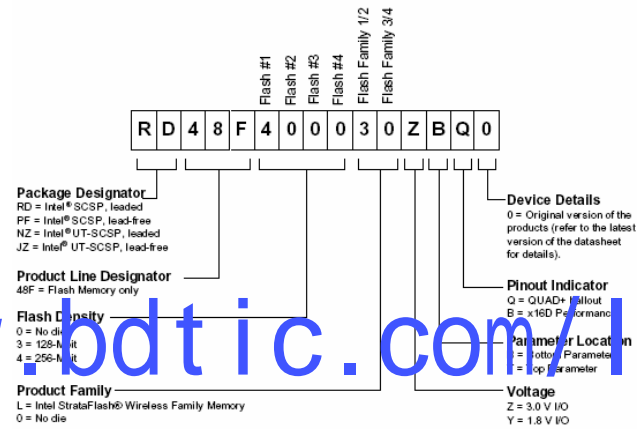 Flash #1
Flash #2
Flash #3
Flash #4
Flash Family 1/2
Flash Family 3/4
R D 4 8 F 4 0 0 0 3 0 Z B Q 0
Package Designator
RD = Intel® SCSP, leaded
PF = Intel® SCSP, lead-free
NZ = Intel® UT-SCSP, leaded
JZ = Intel® UT-SCSP, lead-free
Product Line Designator
48F = Flash Memory only
Flash Density
0 = No die
3 = 128-Mbit
4 = 256-Mbit
Product Family
L = Intel StrataFlash® Wireless Family Memory
0 = No die
Device Details
0 = Original version of the
products (refer to the latest
version of the datasheet
for details).
Pinout Indicator
Q = QUAD+ ballout
B = x16D Performance
Parameter Location
B = Bottom Parameter
T = Top Parameter
Voltage
Z = 3.0 V I/O
Y = 1.8 V I/O
.bdtic.com/I